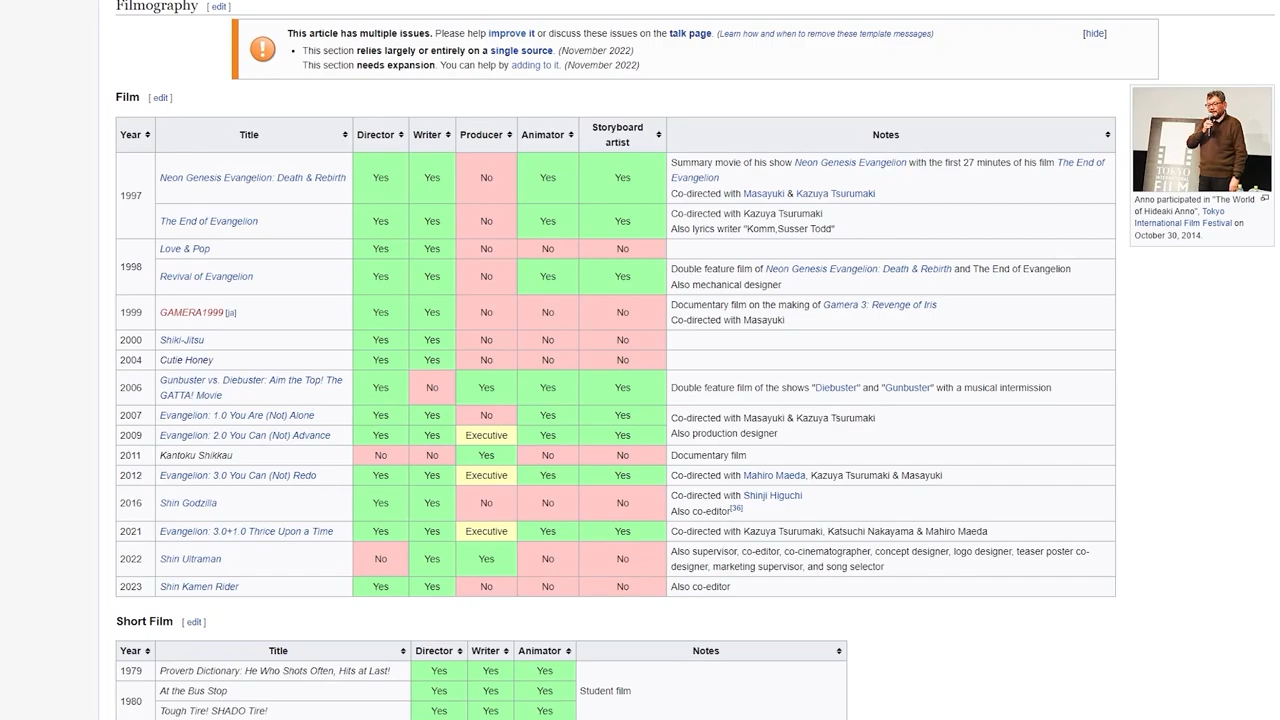 Filmography [ edit ]
This article has multiple issues. Please help improve it or discuss these issues on the talk page. (Learn how and when to remove these template messages) [hide]
• This section relies largely or entirely on a single source. (November 2022)
This section needs expansion. You can help by adding to it. (November 2022)
Film [ edit ]
Year Title Director Writer Producer Animator Storyboard artist Notes
1997 Neon Genesis Evangelion: Death & Rebirth Yes Yes No Yes Yes Summary movie of his show Neon Genesis Evangelion with the first 27 minutes of his film The End of
Evangelion
Co-directed with Masayuki & Kazuya Tsurumaki
The End of Evangelion Yes Yes No Yes Yes Co-directed with Kazuya Tsurumaki
Also lyrics writer "Komm,Susser Todd"
1998 Love & Pop Yes Yes No No No
Revival of Evangelion Yes Yes No Yes Yes Double feature film of Neon Genesis Evangelion: Death & Rebirth and The End of Evangelion
Also mechanical designer
1999 GAMERA1999 [ja] Yes Yes No No No Documentary film on the making of Gamera 3: Revenge of Iris
Co-directed with Masayuki
2000 Shiki-Jitsu Yes Yes No No No
2004 Cutie Honey Yes Yes No No No
2006 Gunbuster vs. Diebuster: Aim the Top! The
GATTA! Movie Yes No Yes Yes Yes Double feature film of the shows "Diebuster" and "Gunbuster" with a musical intermission
2007 Evangelion: 1.0 You Are (Not) Alone Yes Yes No Yes Yes Co-directed with Masayuki & Kazuya Tsurumaki
2009 Evangelion: 2.0 You Can (Not) Advance Yes Yes Executive Yes Yes Also production designer
2011 Kantoku Shikkau No No Yes No No Documentary film
2012 Evangelion: 3.0 You Can (Not) Redo Yes Yes Executive Yes Yes Co-directed with Mahiro Maeda, Kazuya Tsurumaki & Masayuki
2016 Shin Godzilla Yes Yes No No No Co-directed with Shinji Higuchi
Also co-editor[36]
2021 Evangelion: 3.0+1.0 Thrice Upon a Time Yes Yes Executive Yes Yes Co-directed with Kazuya Tsurumaki, Katsuchi Nakayama & Mahiro Maeda
2022 Shin Ultraman No Yes Yes No No Also supervisor, co-editor, co-cinematographer, concept designer, logo designer, teaser poster co-
designer, marketing supervisor, and song selector
2023 Shin Kamen Rider Yes Yes No No No Also co-editor
TOKYO
INTERNATIONAL
FILM
Anno participated in "The World
of Hideaki Anno", Tokyo
International Film Festival on
October 30, 2014.
Short Film [ edit ]
Year Title Director Writer Animator Notes
1979 Proverb Dictionary: He Who Shots Often, Hits at Last! Yes Yes Yes
1980 At the Bus Stop Yes Yes Yes Student film
Tough Tire! SHADO Tire! Yes Yes Yes